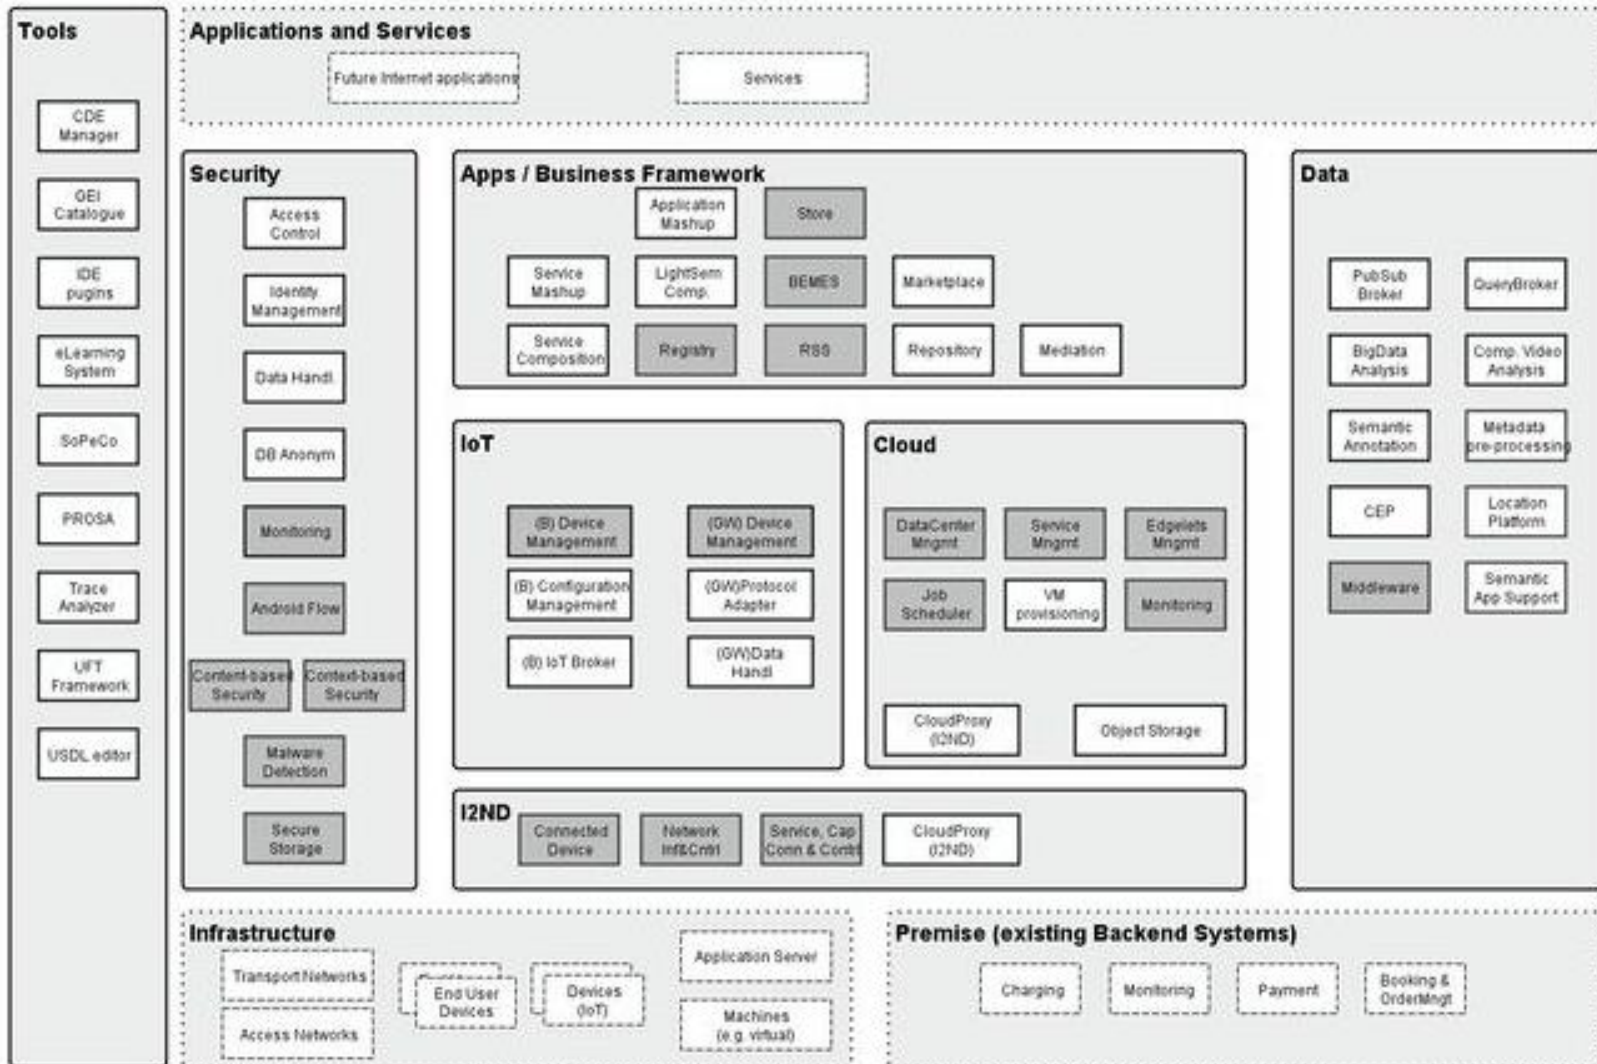 Tools
CDE
Manager
GEI
Catalogue
IDE
pugins
eLearning
System
SoPeCo
PROSA
Trace
Analyzer
UFT
Framework
USDL editor
Applications and Services
Future Internet applications
Services
Security
Access
Control
Identity
Management
Data Handl.
DB Anonym
Monitoring
Android Flow
Content-based
Security
Context-based
Security
Malware
Detection
Secure
Storage
Apps / Business Framework
Application
Mashup
Store
Service
Mashup
LightSem
Comp.
BEMES
Marketplace
Service
Composition
Registry
RSS
Repository
Mediation
IoT
(B) Device
Management
(GW) Device
Management
(B) Configuration
Management
(GW)Protocol
Adapter
(B) IoT Broker
(GW)Data
Handl
Cloud
DataCenter
Mngmt
Service
Mngmt
Edgelets
Mngmt
Job
Scheduler
VM
provisioning
Monitoring
CloudProxy
(I2ND)
Object Storage
I2ND
Connected
Device
Network
Inf&Cntrl
Service, Cap
Conn & Contrl
CloudProxy
(I2ND)
Data
PubSub
Broker
QueryBroker
BigData
Analysis
Comp. Video
Analysis
Semantic
Annotation
Metadata
pre-processing
CEP
Location
Platform
Middleware
Semantic
App Support
Infrastructure
Transport Networks
Access Networks
End User
Devices
Devices
(IoT)
Application Server
Machines
(e.g. virtual)
Premise (existing Backend Systems)
Charging
Monitoring
Payment
Booking &
OrderMngt